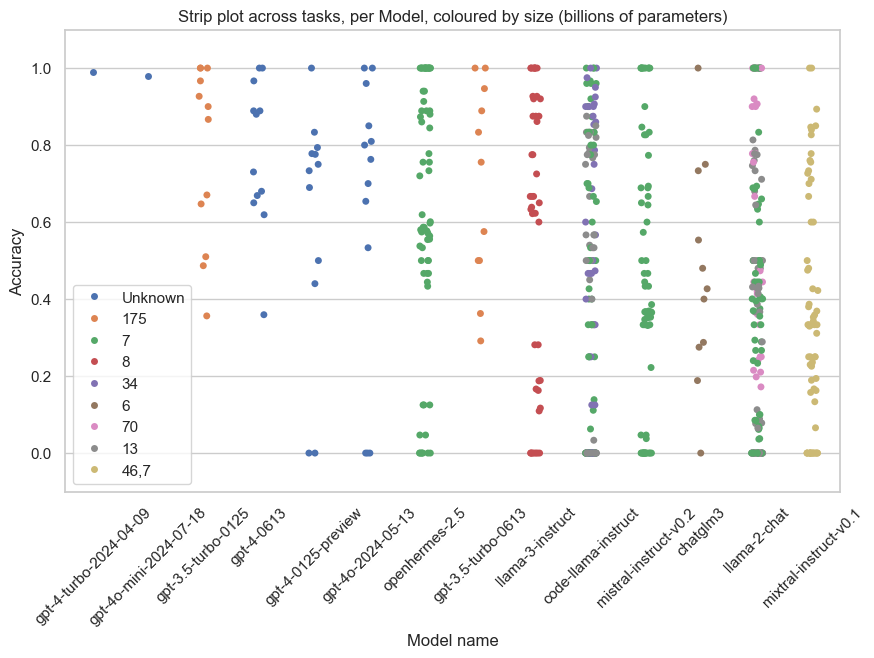 Strip plot across tasks, per Model, coloured by size (billions of parameters)
Accuracy
1.0
0.8
0.6
0.4
0.2
0.0
Unknown
175
7
8
34
6
70
13
46,7
gpt-4-turbo-2024-04-09
gpt-4o-mini-2024-07-18
gpt-3.5-turbo-0125
gpt-4-0613
gpt-4-0125-preview
gpt-4o-2024-05-13
openhermes-2.5
gpt-3.5-turbo-0613
llama-3-instruct
code-llama-instruct
mistral-instruct-v0.2
chatglm3
llama-2-chat
mixtral-instruct-v0.1
Model name